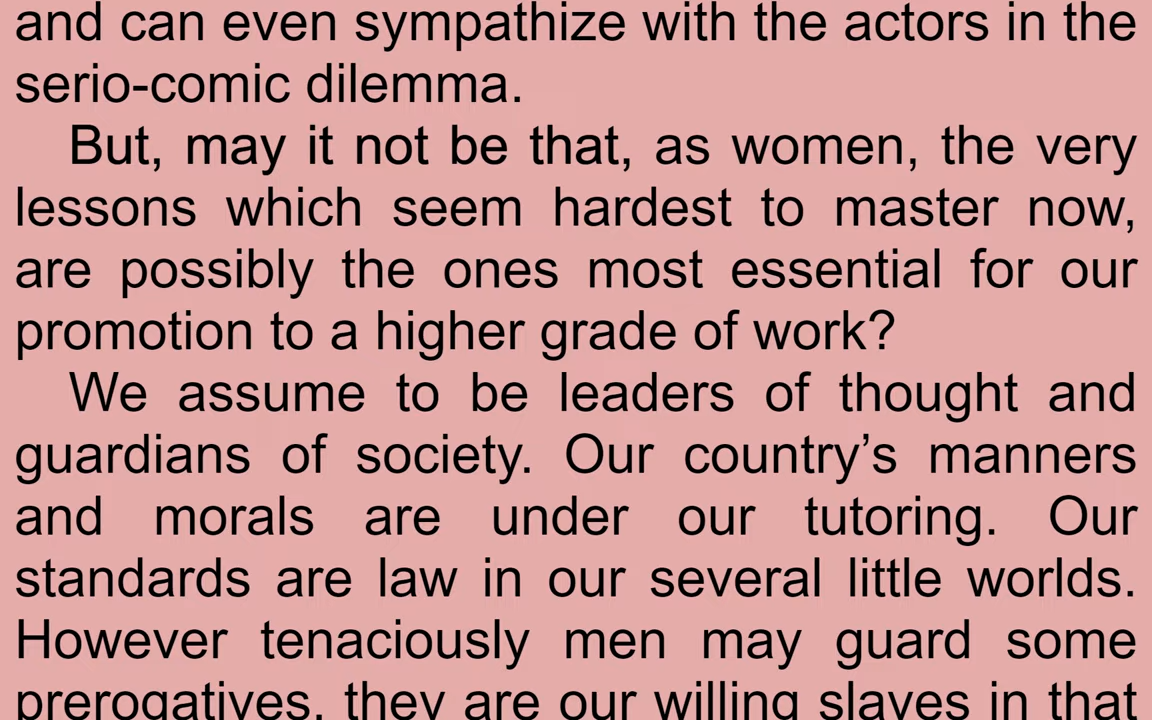 and can even sympathize with the actors in the
serio-comic dilemma.
But, may it not be that, as women, the very
lessons which seem hardest to master now,
are possibly the ones most essential for our
promotion to a higher grade of work?
We assume to be leaders of thought and
guardians of society. Our country’s manners
and morals are under our tutoring. Our
standards are law in our several little worlds.
However tenaciously men may guard some
prerogatives, they are our willing slaves in that